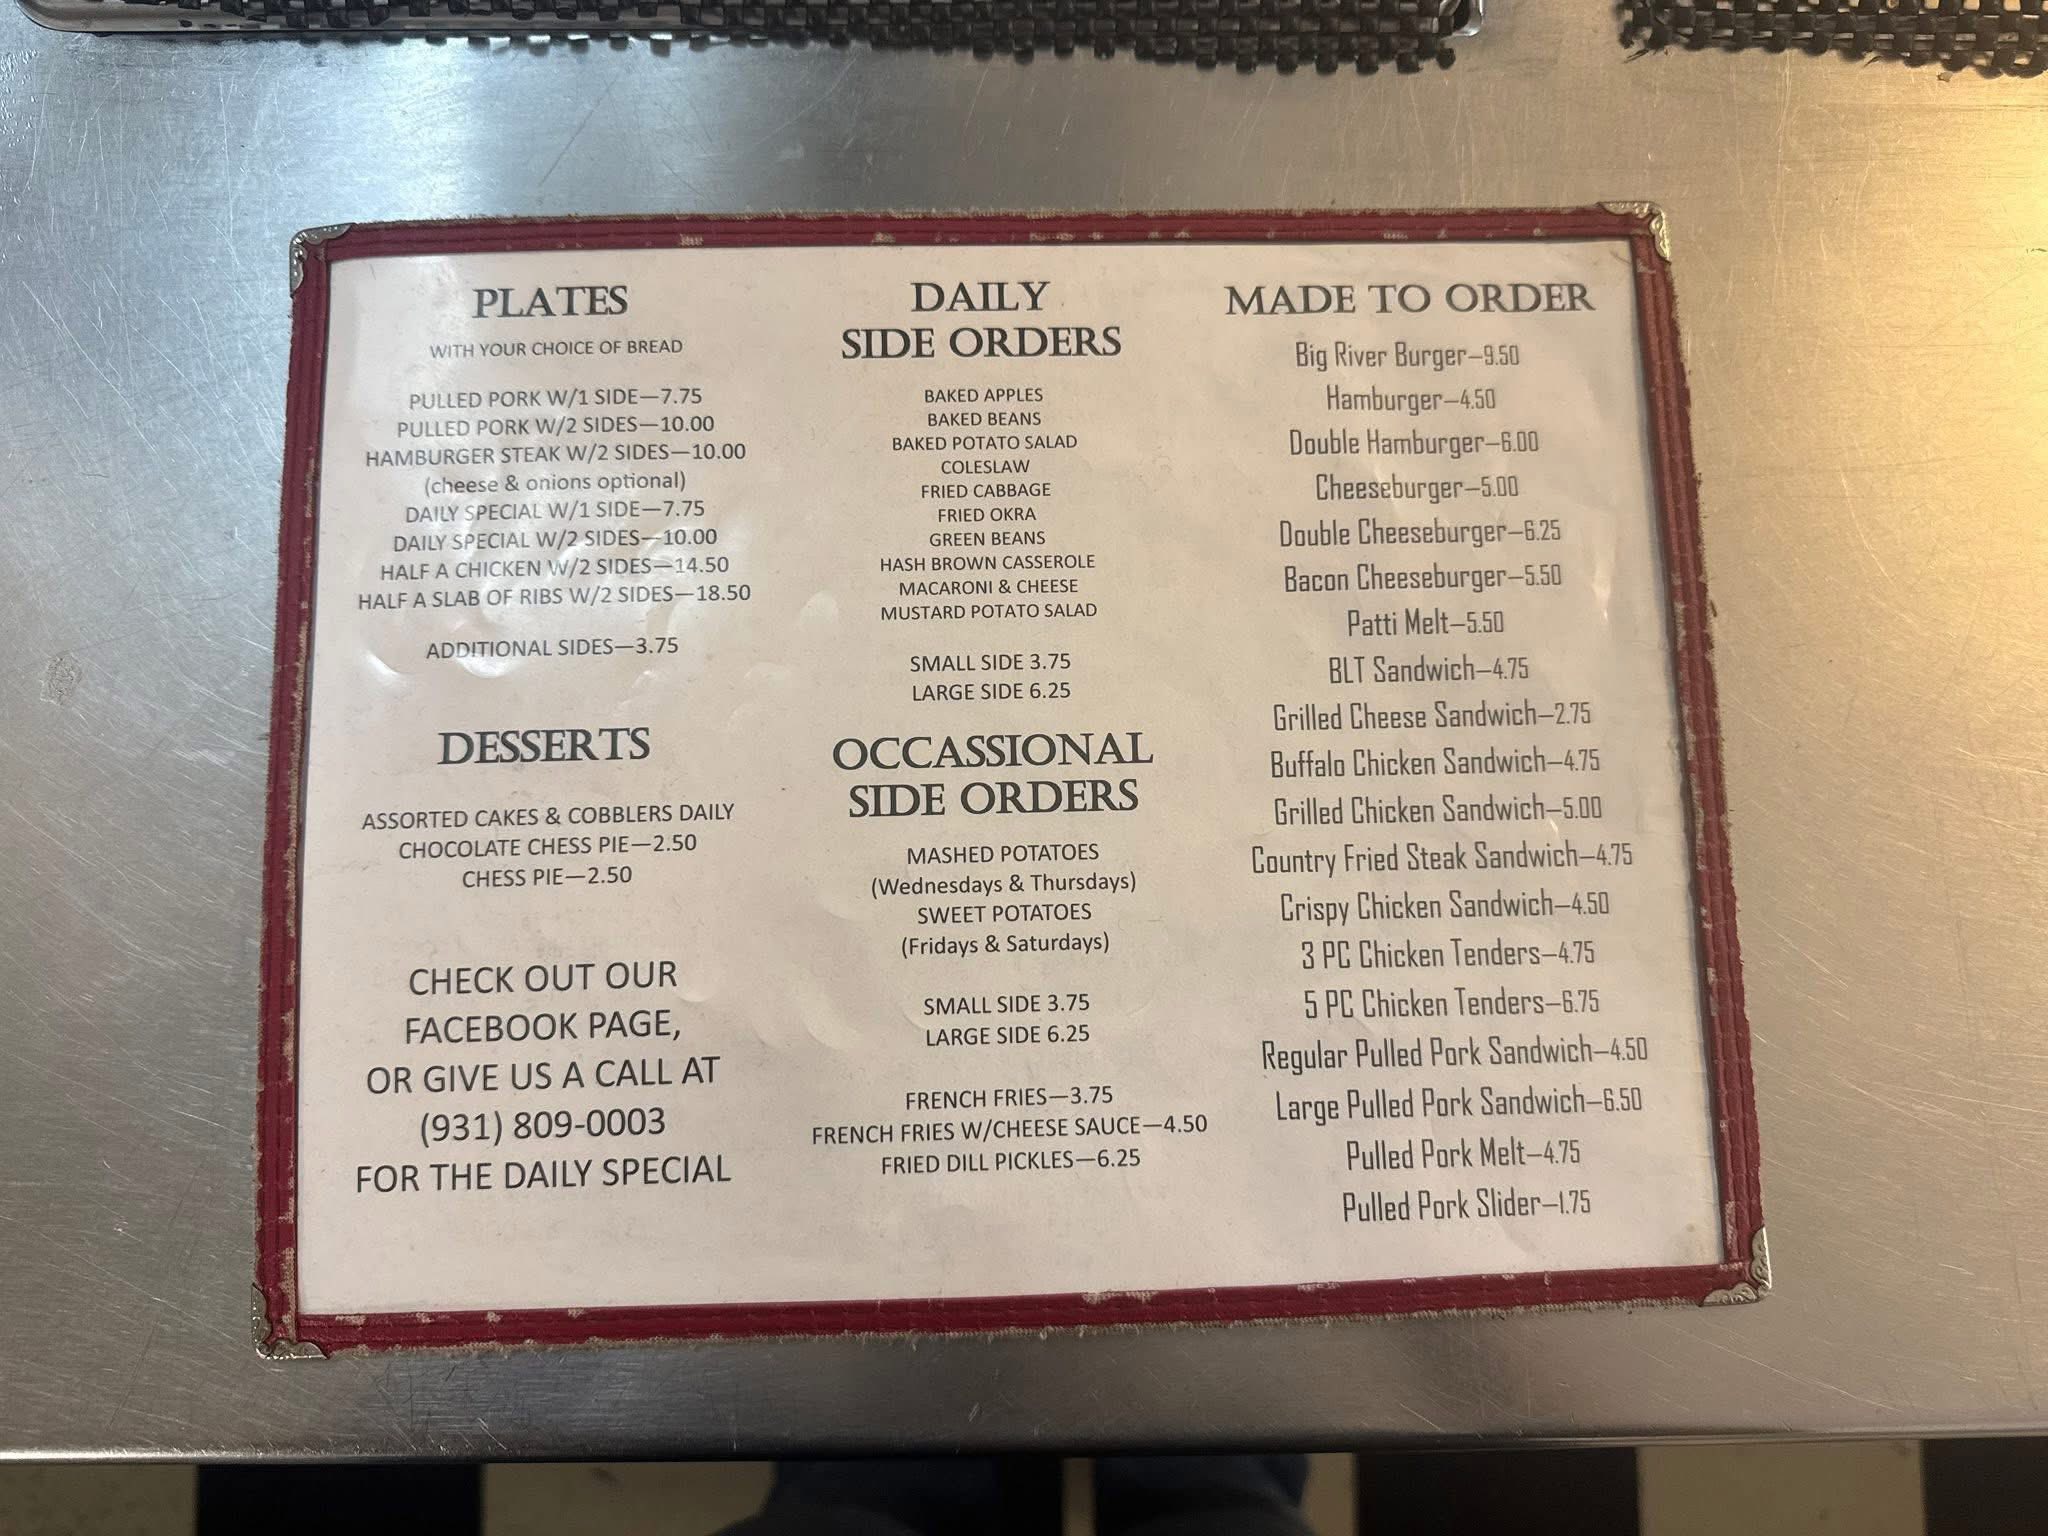 PLATES
WITH YOUR CHOICE OF BREAD
PULLED PORK W/1 SIDE—7.75
PULLED PORK W/2 SIDES—10.00
HAMBURGER STEAK W/2 SIDES—10.00
(cheese & onions optional)
DAILY SPECIAL W/1 SIDE—7.75
DAILY SPECIAL W/2 SIDES—10.00
HALF A CHICKEN W/2 SIDES—14.50
HALF A SLAB OF RIBS W/2 SIDES—18.50
ADDITIONAL SIDES—3.75
DESSERTS
ASSORTED CAKES & COBBLERS DAILY
CHOCOLATE CHESS PIE—2.50
CHESS PIE—2.50
CHECK OUT OUR
FACEBOOK PAGE,
OR GIVE US A CALL AT
(931) 809-0003
FOR THE DAILY SPECIAL
DAILY
SIDE ORDERS
BAKED APPLES
BAKED BEANS
BAKED POTATO SALAD
COLESLAW
FRIED CABBAGE
FRIED OKRA
GREEN BEANS
HASH BROWN CASSEROLE
MACARONI & CHEESE
MUSTARD POTATO SALAD
SMALL SIDE 3.75
LARGE SIDE 6.25
OCCASSIONAL
SIDE ORDERS
MASHED POTATOES
(Wednesdays & Thursdays)
SWEET POTATOES
(Fridays & Saturdays)
SMALL SIDE 3.75
LARGE SIDE 6.25
FRENCH FRIES—3.75
FRENCH FRIES W/CHEESE SAUCE—4.50
FRIED DILL PICKLES—6.25
MADE TO ORDER
Big River Burger—9.50
Hamburger—4.50
Double Hamburger—6.00
Cheeseburger—5.00
Double Cheeseburger—6.25
Bacon Cheeseburger—5.50
Patti Melt—5.50
BLT Sandwich—4.75
Grilled Cheese Sandwich—2.75
Buffalo Chicken Sandwich—4.75
Grilled Chicken Sandwich—5.00
Country Fried Steak Sandwich—4.75
Crispy Chicken Sandwich—4.50
3 PC Chicken Tenders—4.75
5 PC Chicken Tenders—6.75
Regular Pulled Pork Sandwich—4.50
Large Pulled Pork Sandwich—6.50
Pulled Pork Melt—4.75
Pulled Pork Slider—1.75